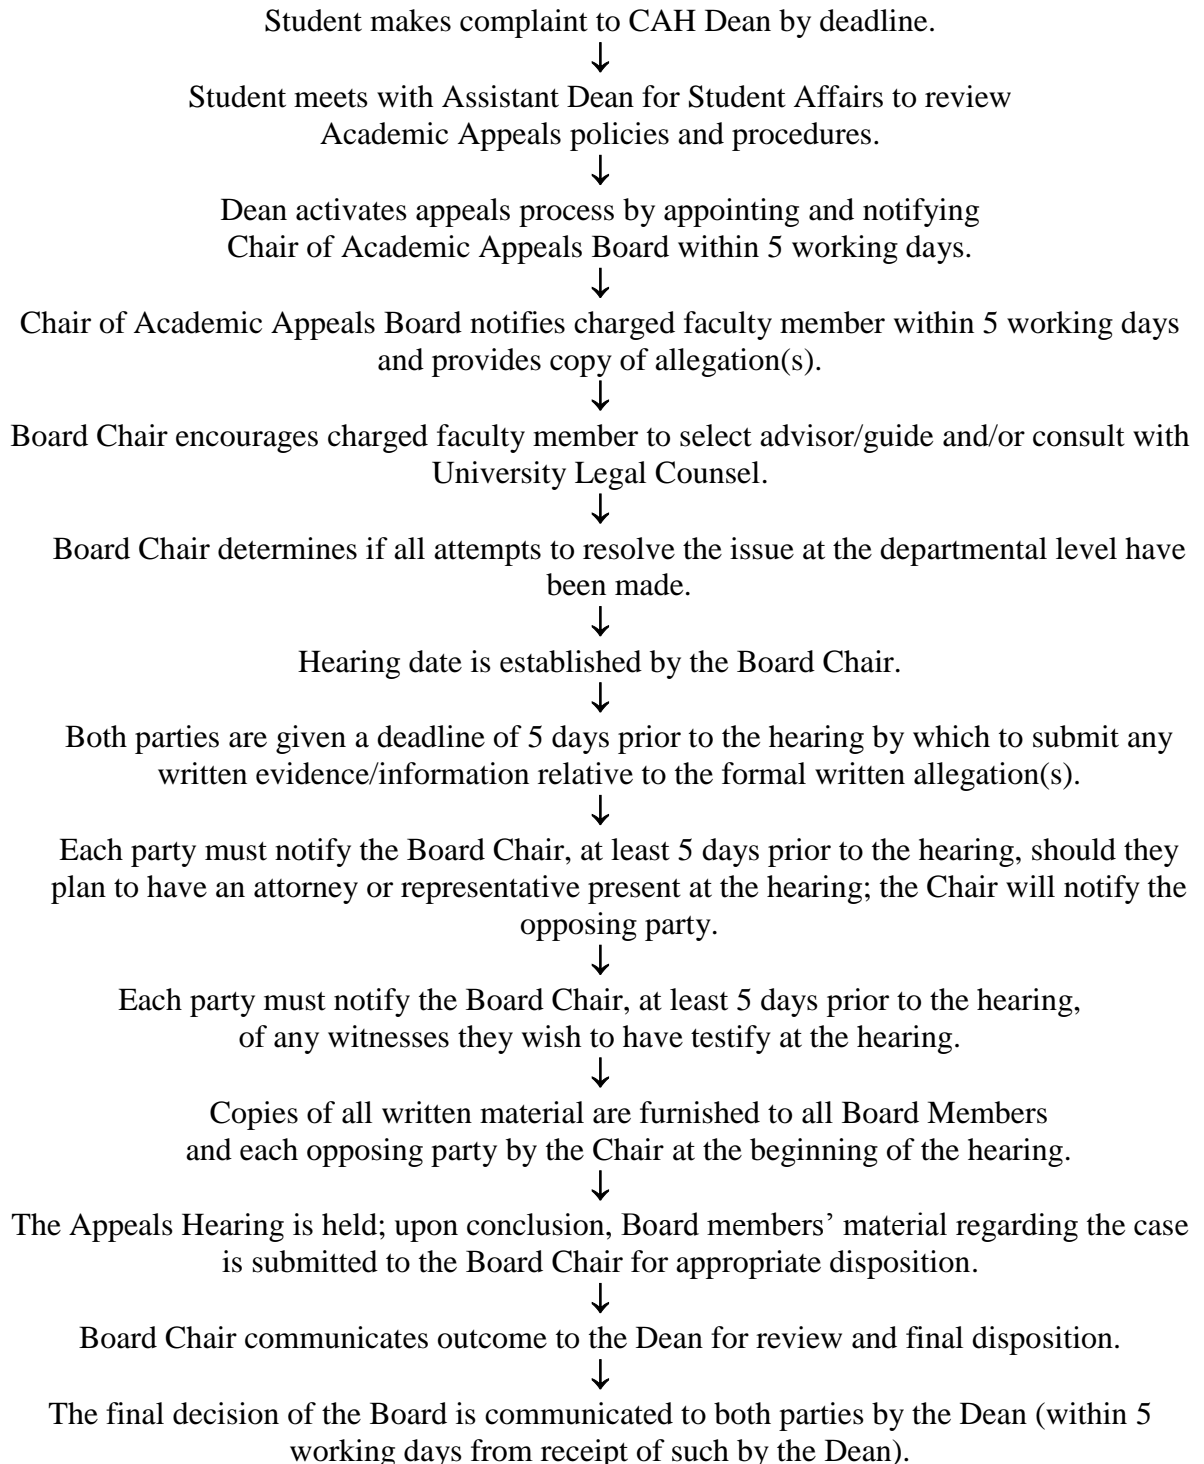 Student makes complaint to CAH Dean by deadline.
↓
Student meets with Assistant Dean for Student Affairs to review
Academic Appeals policies and procedures.
↓
Dean activates appeals process by appointing and notifying
Chair of Academic Appeals Board within 5 working days.
↓
Chair of Academic Appeals Board notifies charged faculty member within 5 working days
and provides copy of allegation(s).
↓
Board Chair encourages charged faculty member to select advisor/guide and/or consult with
University Legal Counsel.
↓
Board Chair determines if all attempts to resolve the issue at the departmental level have
been made.
↓
Hearing date is established by the Board Chair.
↓
Both parties are given a deadline of 5 days prior to the hearing by which to submit any
written evidence/information relative to the formal written allegation(s).
↓
Each party must notify the Board Chair, at least 5 days prior to the hearing, should they
plan to have an attorney or representative present at the hearing; the Chair will notify the
opposing party.
↓
Each party must notify the Board Chair, at least 5 days prior to the hearing,
of any witnesses they wish to have testify at the hearing.
↓
Copies of all written material are furnished to all Board Members
and each opposing party by the Chair at the beginning of the hearing.
↓
The Appeals Hearing is held; upon conclusion, Board members’ material regarding the case
is submitted to the Board Chair for appropriate disposition.
↓
Board Chair communicates outcome to the Dean for review and final disposition.
↓
The final decision of the Board is communicated to both parties by the Dean (within 5
working days from receipt of such by the Dean).